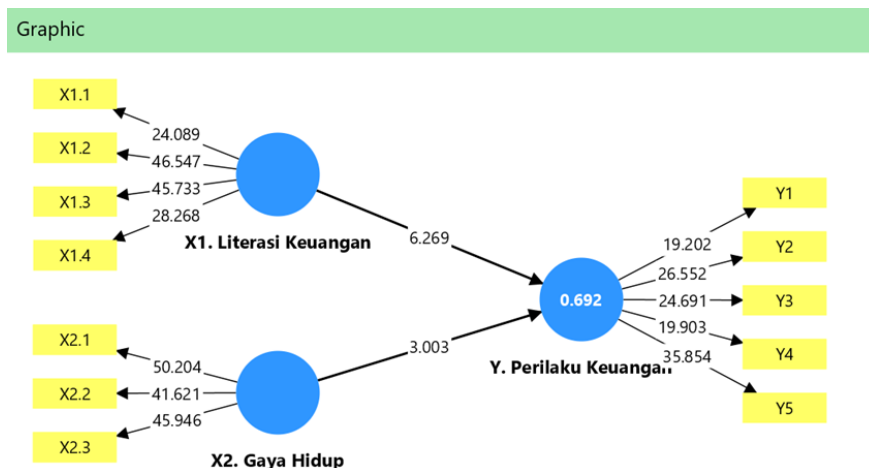 Graphic
X1.1
X1.2
X1.3
X1.4
24.089
46.547
45.733
28.268
X1. Literasi Keuangan
6.269
X2.1
X2.2
X2.3
50.204
41.621
45.946
X2. Gaya Hidup
3.003
0.692
Y. Perilaku Keuangan
19.202
26.552
24.691
19.903
35.854
Y1
Y2
Y3
Y4
Y5